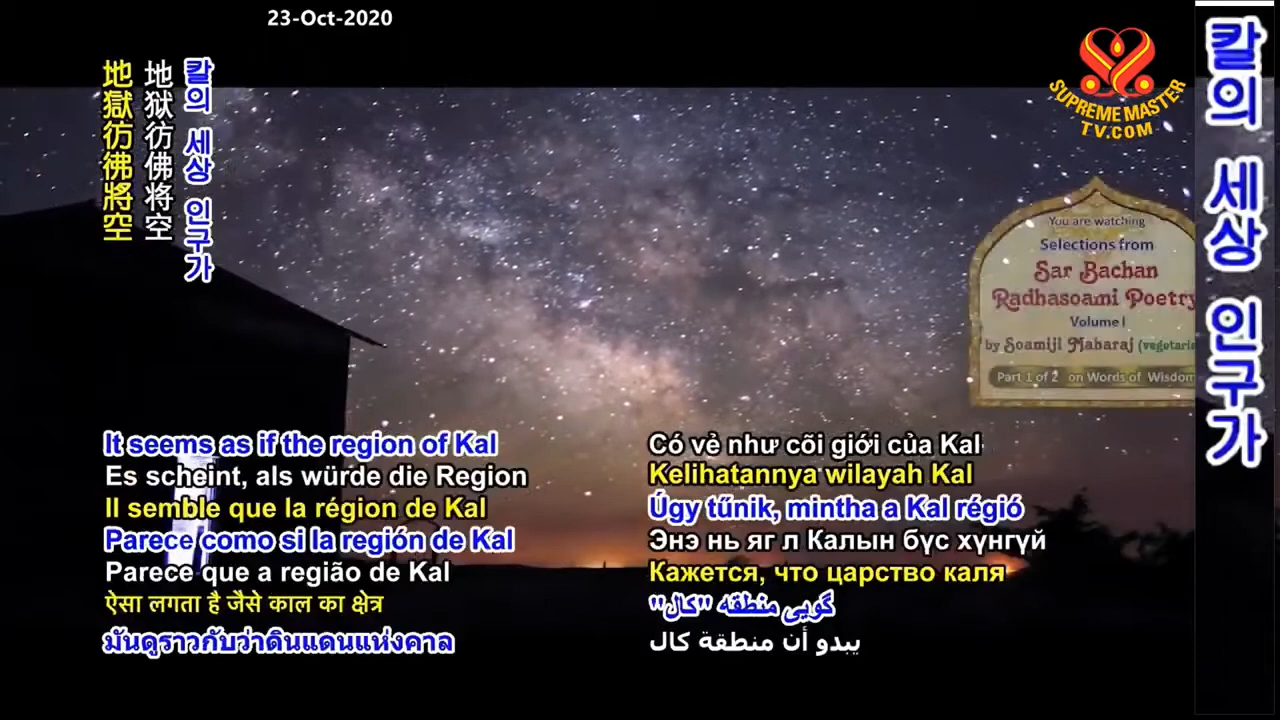 23-Oct-2020
SUPREME MASTER
TV.COM
칼의 세상 인구가
地狱彷佛将空
地獄彷彿將空
칼의 세상 인구가
You are watching
Selections from
Sar Bachan
Radhasoami Poetry
Volume I
by Soamiji Maharaj (vegetaria
Part 1 of 2 on Words of Wisdom
It seems as if the region of Kal
Es scheint, als würde die Region
Il semble que la région de Kal
Parece como si la región de Kal
Parece que a região de Kal
ऐसा लगता है जैसे काल का क्षेत्र
มันดูราวกับว่าดินแดนแห่งคาล
Có vẻ như cõi giới của Kal
Kelihatannya wilayah Kal
Úgy tűnik, mintha a Kal régió
Энэ нь яг л Калын бүс хүнгүй
Кажется, что царство каля
گویی منطقه "کال"
يبدو أن منطقة كال